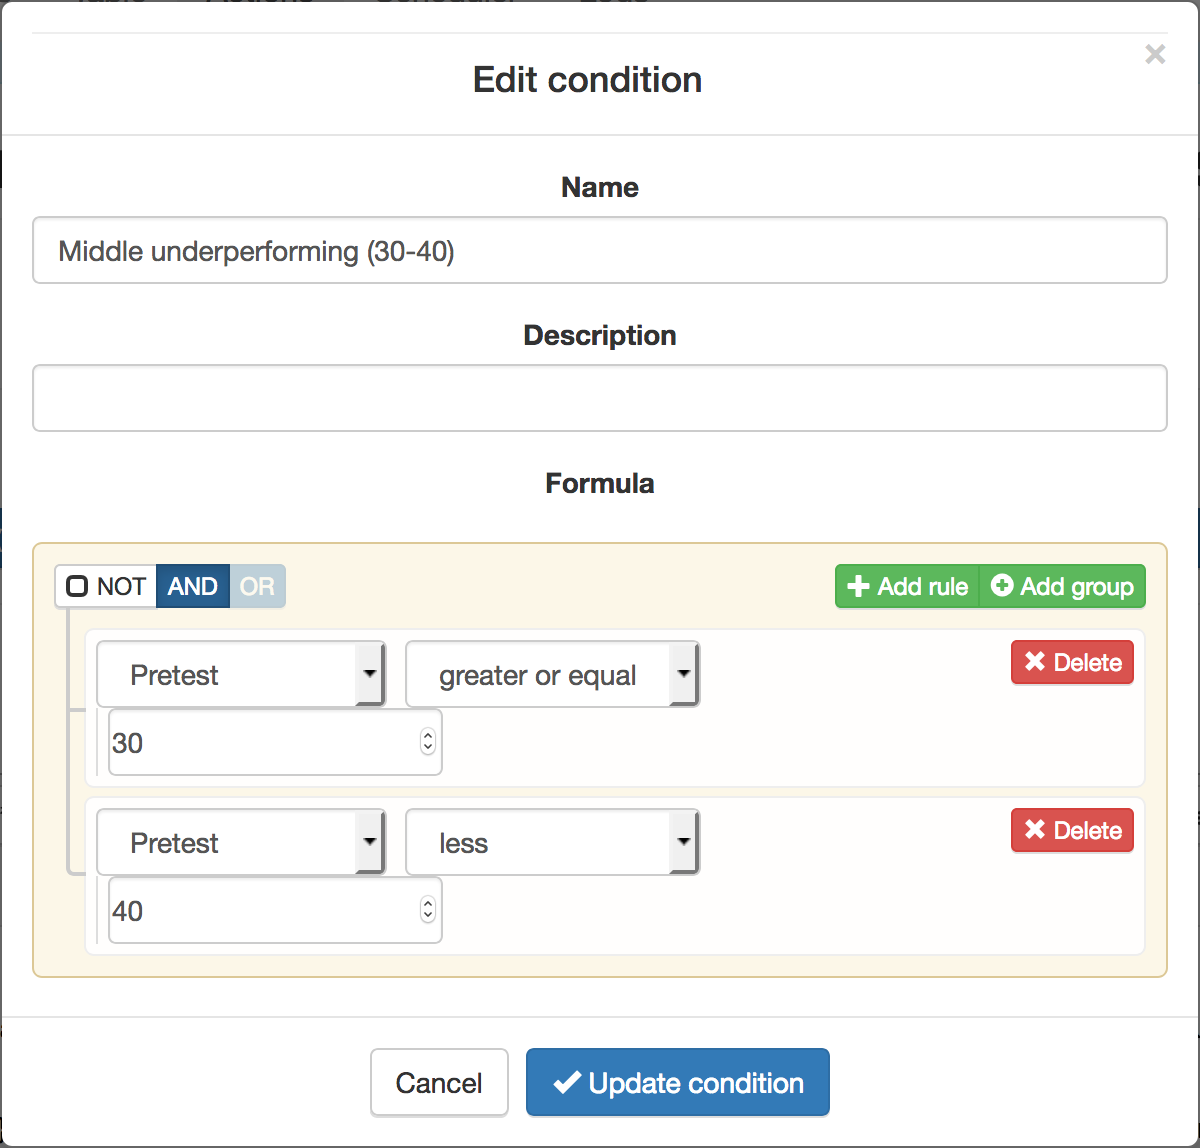 Edit condition
×
Name
Middle underperforming (30-40)
Description
Formula
NOT AND OR Add rule Add group
Pretest greater or equal Delete
30
Pretest less Delete
40
Cancel Update condition